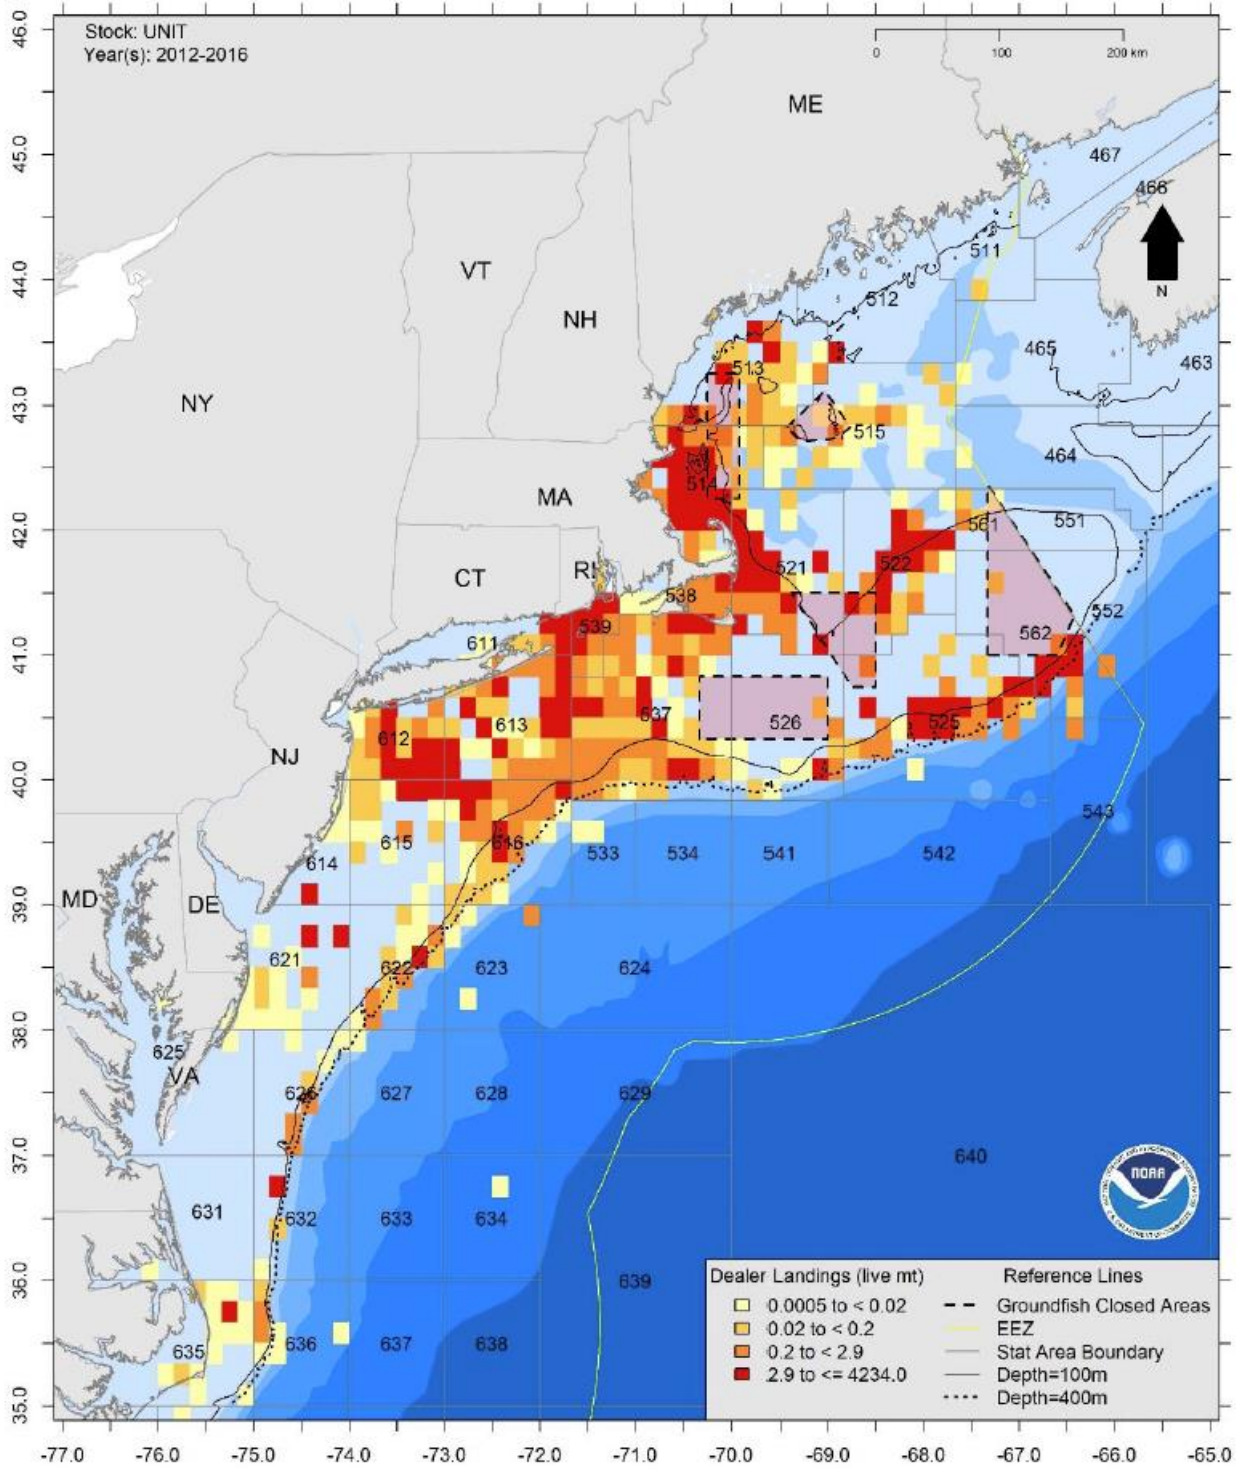 Stock: UNIT
Year(s): 2012-2016
0 100 200 km
46.0
45.0
44.0
43.0
42.0
41.0
40.0
39.0
38.0
37.0
36.0
35.0
ME
467
466
511
VT
512
N
NH
465
463
513
NY
515
464
514
MA
561
551
521
522
CT
RI
538
552
539
562
611
537
526
613
525
612
NJ
543
615
616
533
534
541
542
614
MD
DE
621
622
623
624
625
VA
626
627
628
629
640
NOAA
631
632
633
634
639
635
636
637
638
Dealer Landings (live mt)
0.0005 to < 0.02
0.02 to < 0.2
0.2 to < 2.9
2.9 to <= 4234.0
Reference Lines
Groundfish Closed Areas
EEZ
Stat Area Boundary
Depth=100m
Depth=400m
-77.0 -76.0 -75.0 -74.0 -73.0 -72.0 -71.0 -70.0 -69.0 -68.0 -67.0 -66.0 -65.0